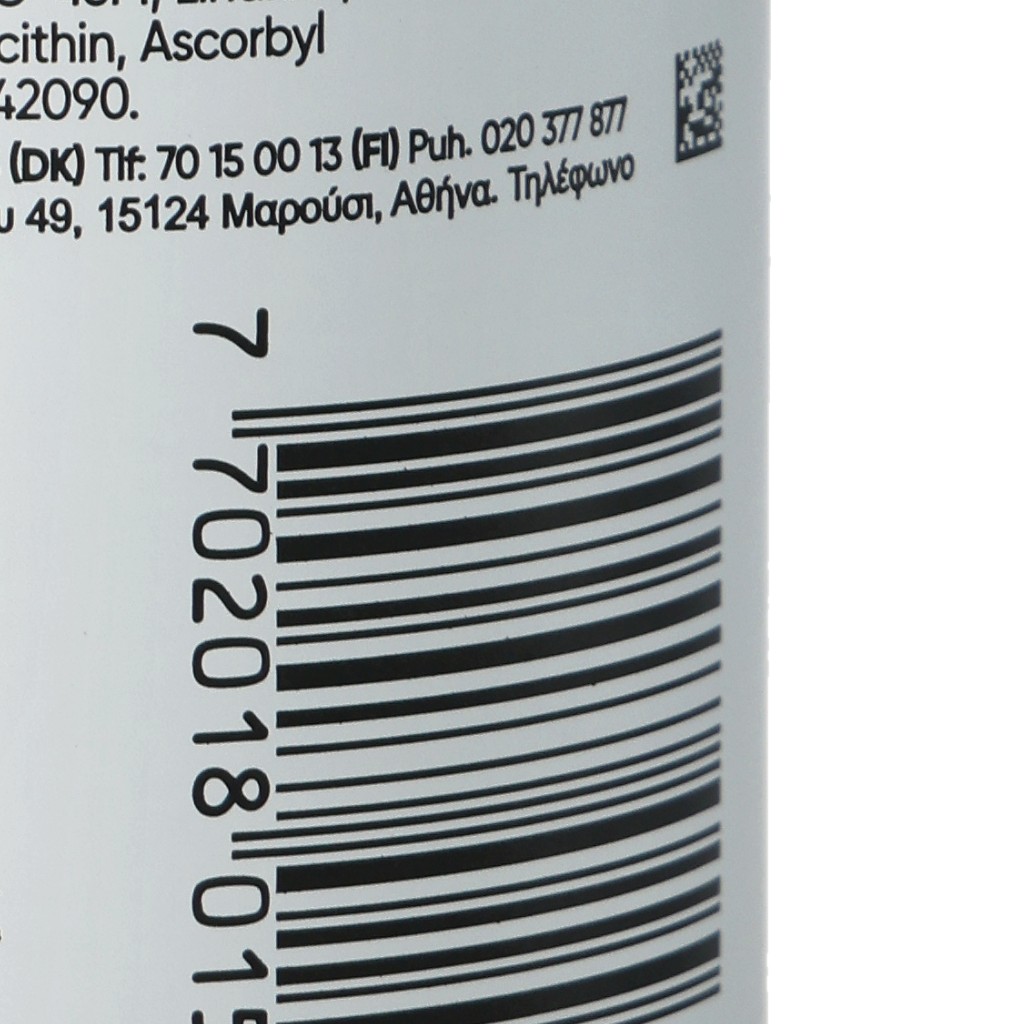 cithin, Ascorbyl
42090.
(DK) Tlf: 70 15 00 13 (FI) Puh. 020 377 877
49, 15124 Μαρούσι, Αθήνα. Τηλέφωνο
7 702018 01